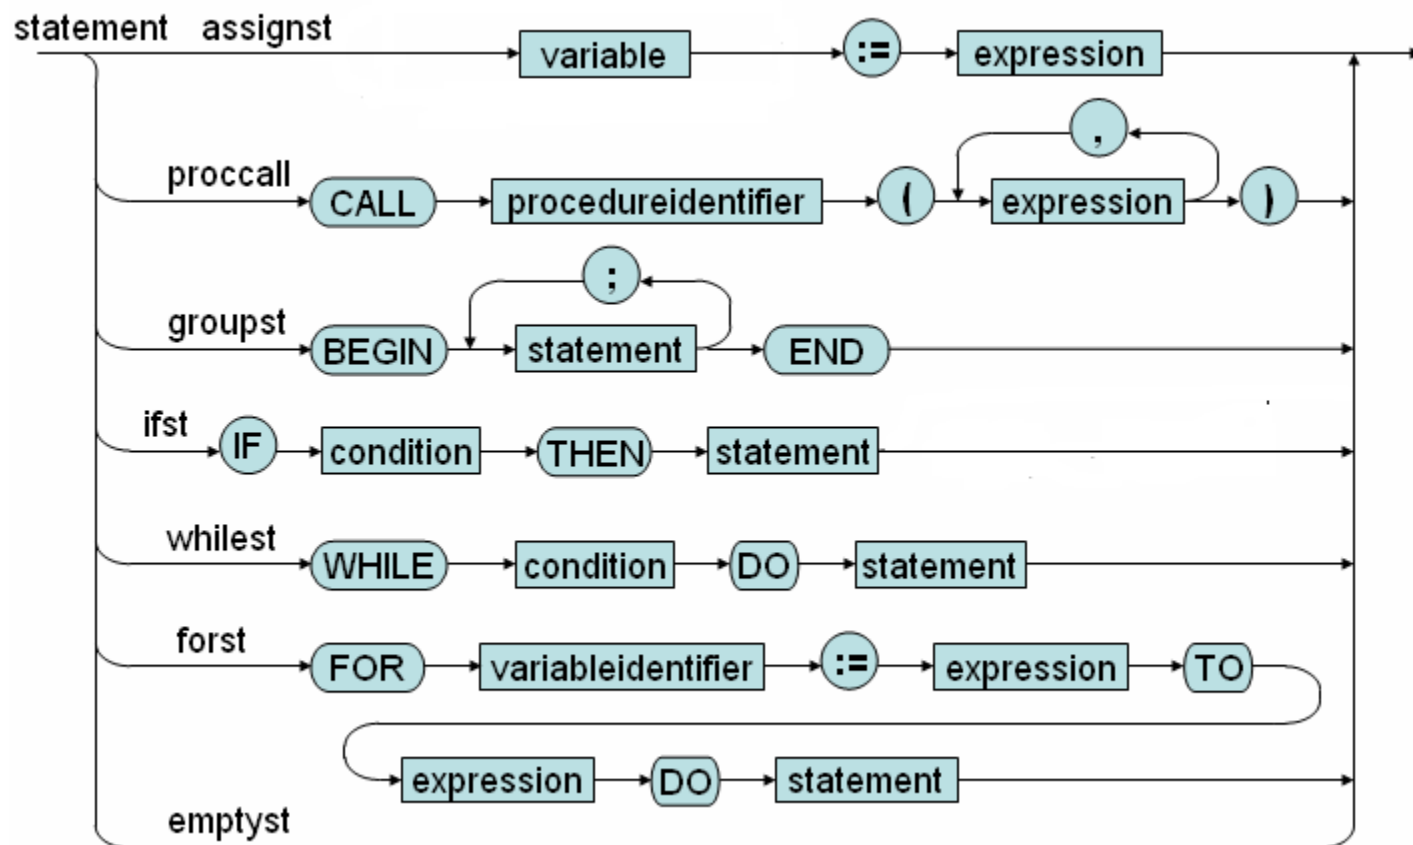 statement assignst
variable := expression
,
proccall
CALL procedureidentifier ( expression )
;
groupst
BEGIN statement END
ifst
IF condition THEN statement
whilest
WHILE condition DO statement
forst
FOR variableidentifier := expression TO
expression DO statement
emptyst